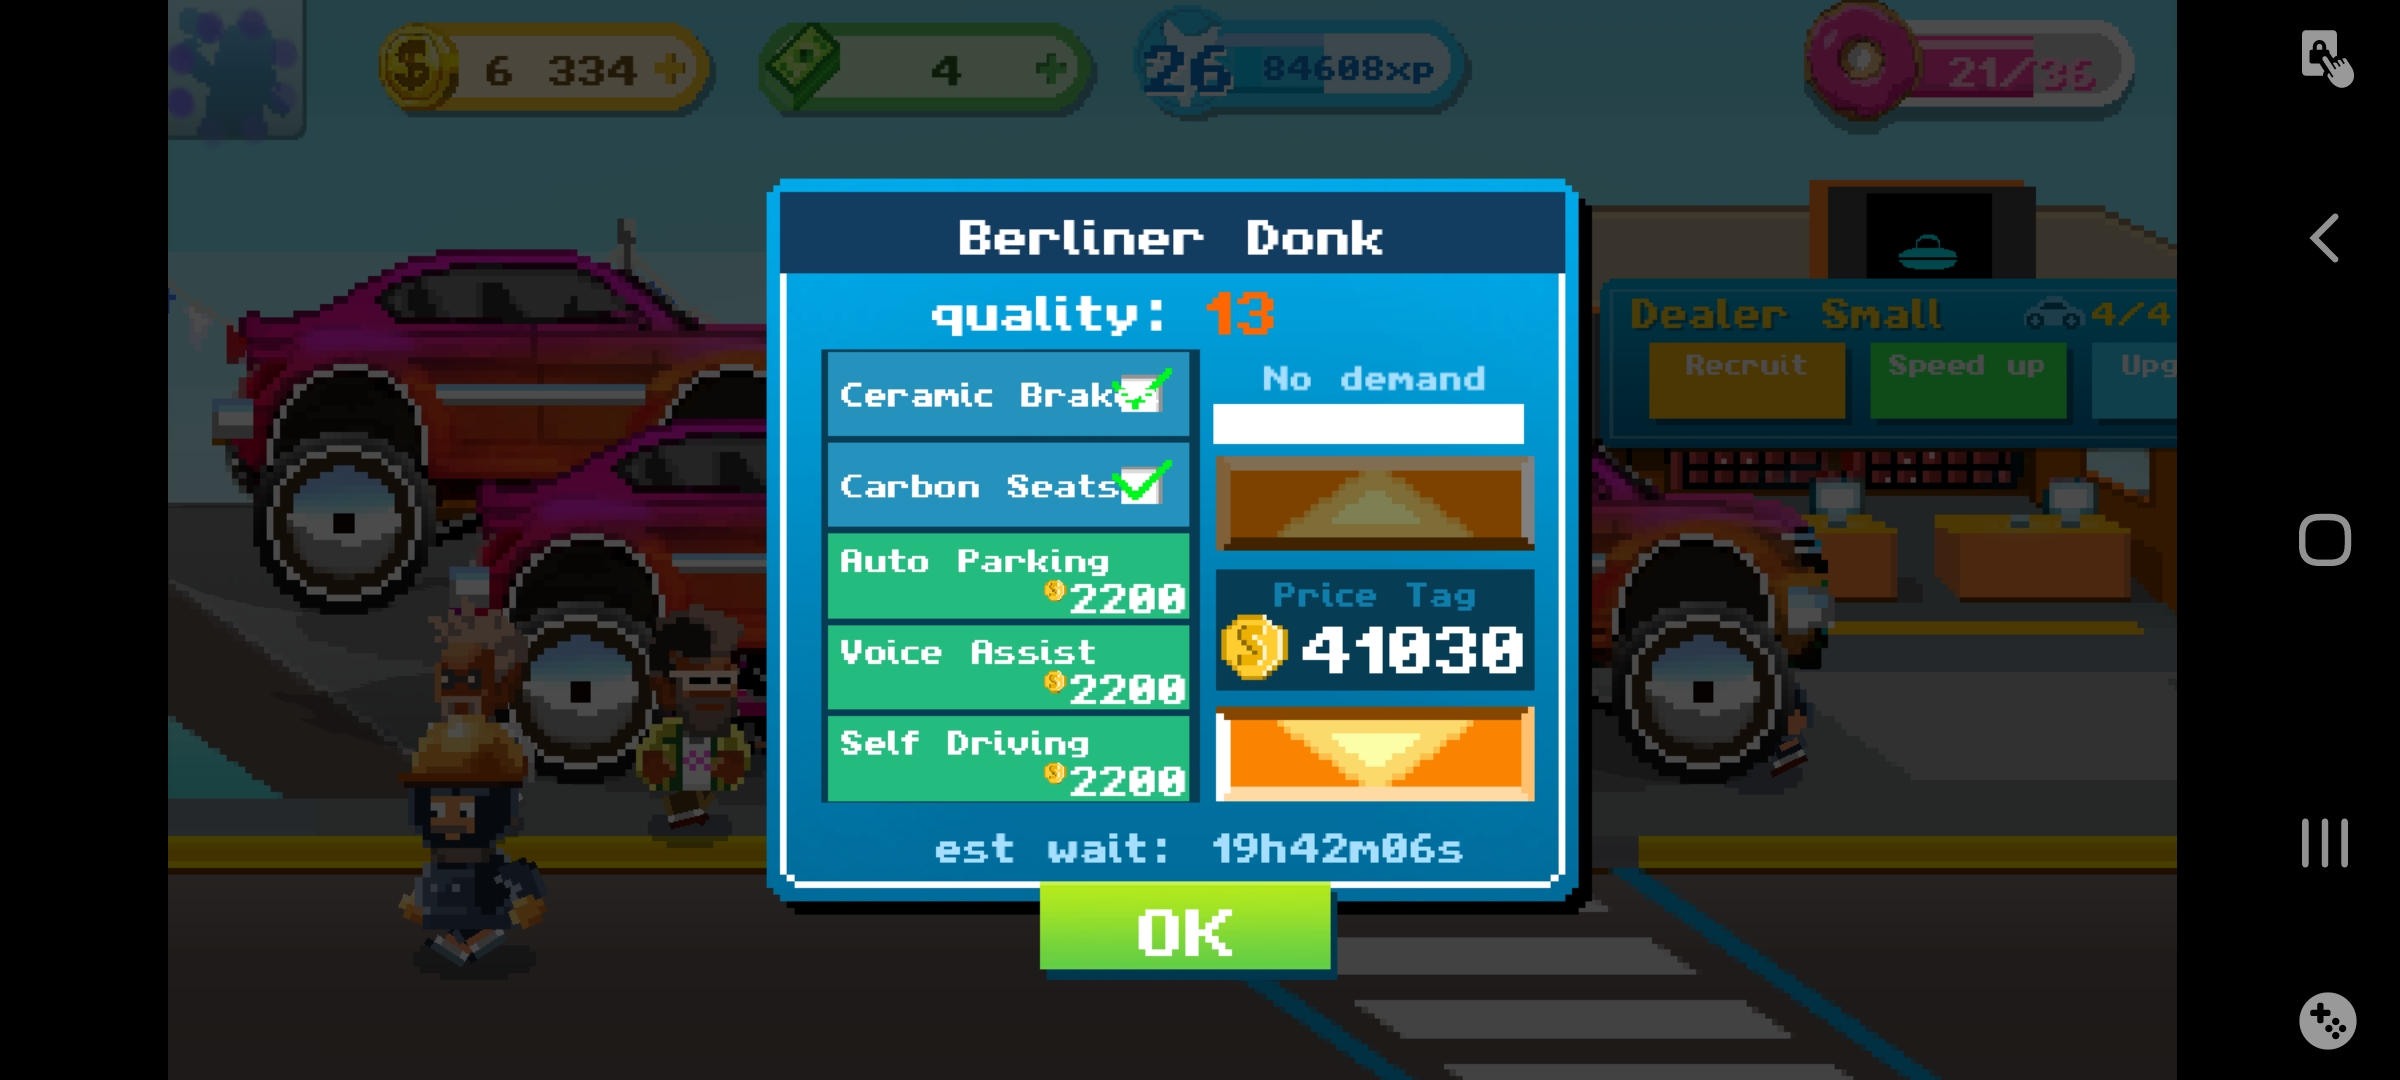 6 334 +
4 +
26 84608xp
21/36
Berliner Donk
quality: 13
Ceramic Brakes
Carbon Seats
Auto Parking
2200
Voice Assist
2200
Self Driving
2200
No demand
Price Tag
41030
est wait: 19h42m06s
OK
Dealer Small 4/4
Recruit Speed up Upg